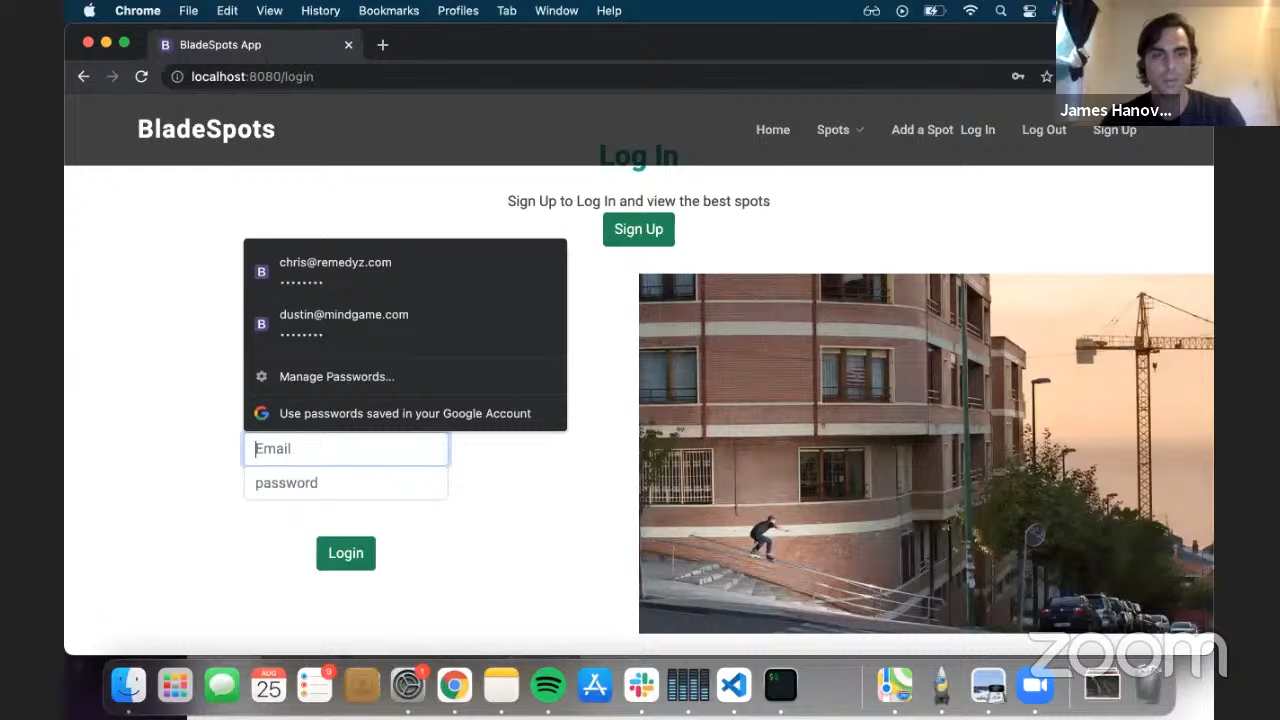 Chrome File Edit View History Bookmarks Profiles Tab Window Help
BladeSpots App
localhost:8080/login
James Hanov...
BladeSpots
Home Spots Add a Spot Log In Log Out Sign Up
Log In
Sign Up to Log In and view the best spots
Sign Up
B chris@remedyz.com
••••••••
B dustin@mindgame.com
••••••••
Manage Passwords...
Use passwords saved in your Google Account
Email
password
Login
zoom
AUG
25
9
1